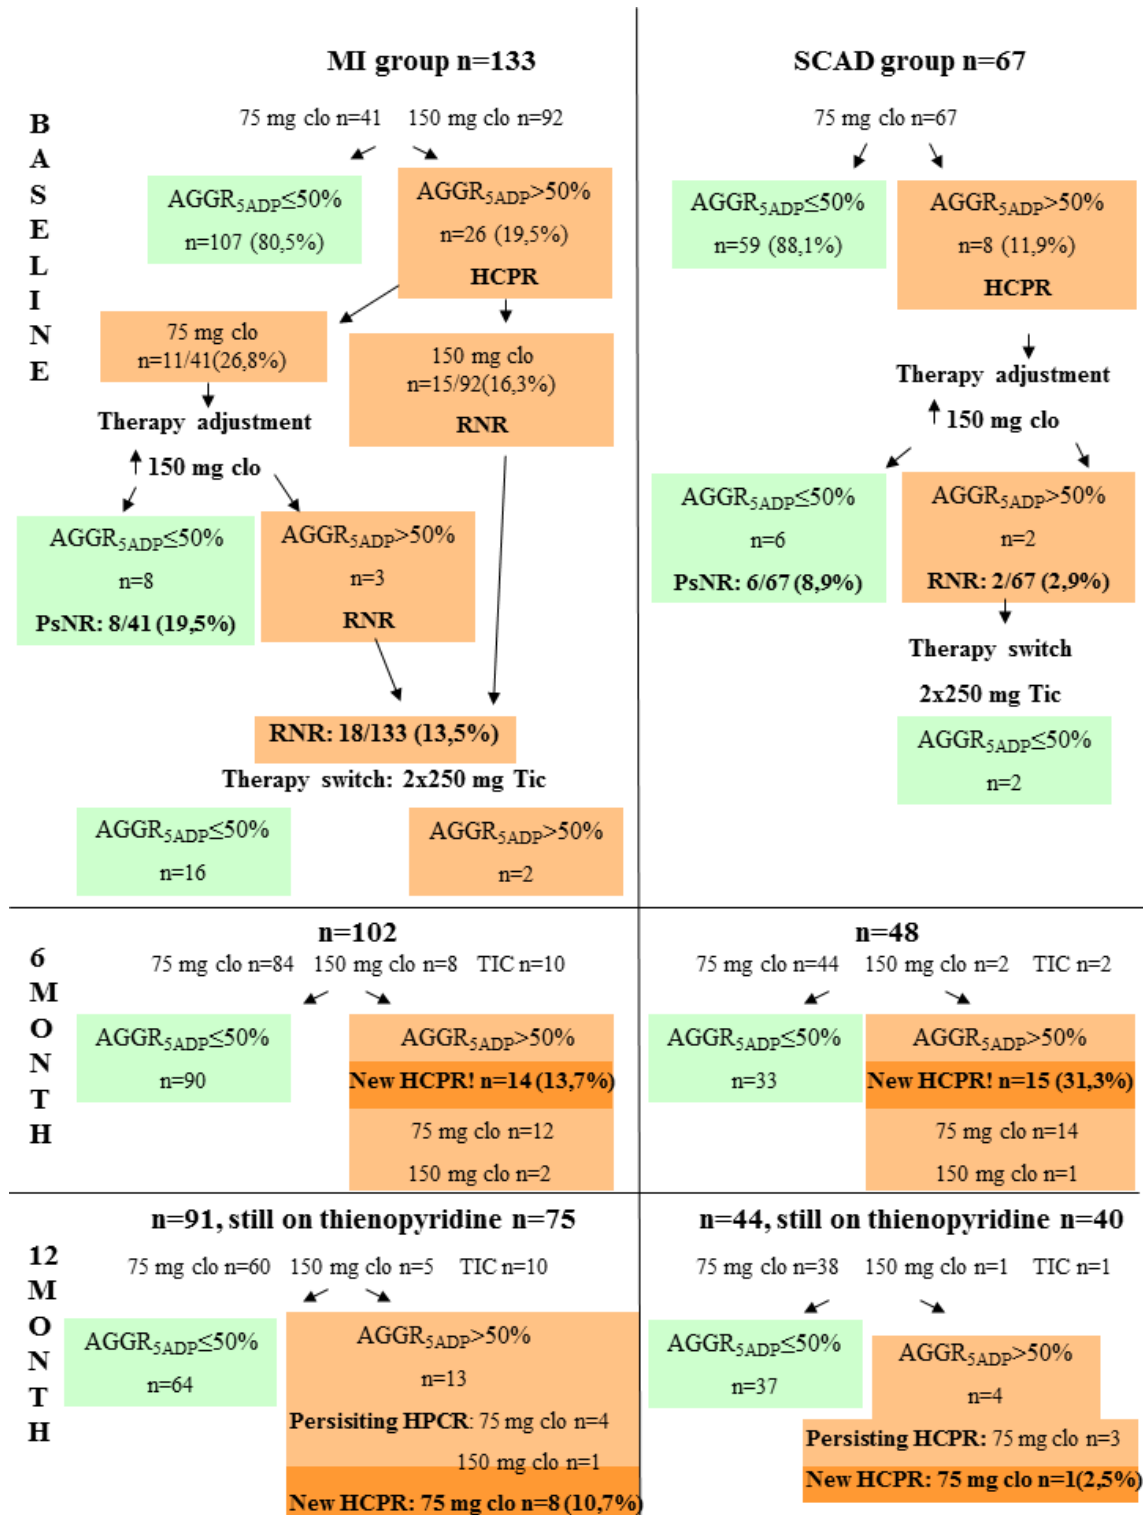 MI group n=133
SCAD group n=67
BASELINE
75 mg clo n=41 150 mg clo n=92
AGGR5ADP≤50%
n=107 (80,5%)
AGGR5ADP>50%
n=26 (19,5%)
HCPR
75 mg clo
n=11/41(26,8%)
150 mg clo
n=15/92(16,3%)
RNR
Therapy adjustment
150 mg clo
AGGR5ADP≤50%
n=8
PsNR: 8/41 (19,5%)
AGGR5ADP>50%
n=3
RNR
RNR: 18/133 (13,5%)
Therapy switch: 2x250 mg Tic
AGGR5ADP≤50%
n=16
AGGR5ADP>50%
n=2
75 mg clo n=67
AGGR5ADP≤50%
n=59 (88,1%)
AGGR5ADP>50%
n=8 (11,9%)
HCPR
Therapy adjustment
150 mg clo
AGGR5ADP≤50%
n=6
PsNR: 6/67 (8,9%)
AGGR5ADP>50%
n=2
RNR: 2/67 (2,9%)
Therapy switch
2x250 mg Tic
AGGR5ADP≤50%
n=2
6 MONTH
n=102
75 mg clo n=84 150 mg clo n=8 TIC n=10
AGGR5ADP≤50%
n=90
AGGR5ADP>50%
New HCPR! n=14 (13,7%)
75 mg clo n=12
150 mg clo n=2
n=48
75 mg clo n=44 150 mg clo n=2 TIC n=2
AGGR5ADP≤50%
n=33
AGGR5ADP>50%
New HCPR! n=15 (31,3%)
75 mg clo n=14
150 mg clo n=1
12 MONTH
n=91, still on thienopyridine n=75
75 mg clo n=60 150 mg clo n=5 TIC n=10
AGGR5ADP≤50%
n=64
AGGR5ADP>50%
n=13
Persisiting HPCR: 75 mg clo n=4
150 mg clo n=1
New HCPR: 75 mg clo n=8 (10,7%)
n=44, still on thienopyridine n=40
75 mg clo n=38 150 mg clo n=1 TIC n=1
AGGR5ADP≤50%
n=37
AGGR5ADP>50%
n=4
Persisting HCPR: 75 mg clo n=3
New HCPR: 75 mg clo n=1(2,5%)